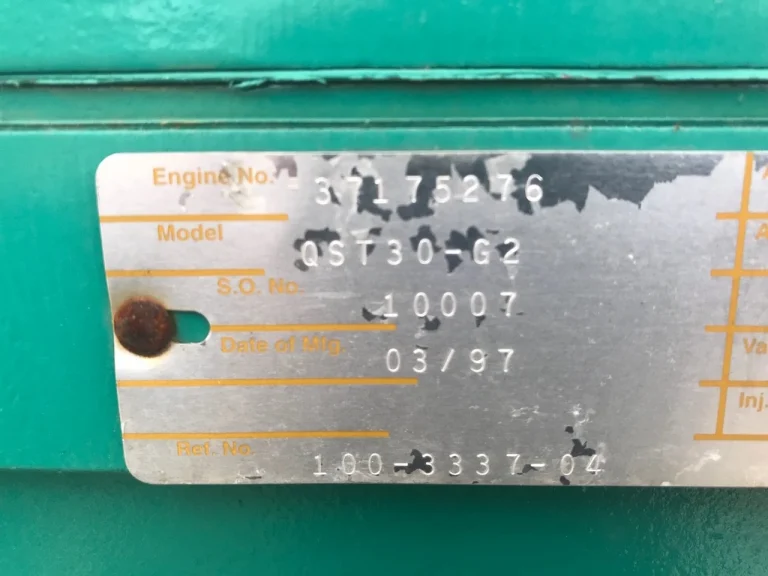 Engine No. 37175276
Model QST30-G2
S.O. No. 10007
Date of Mfg. 03/97
Ref. No. 100-3337-04
A
Va
Inj.